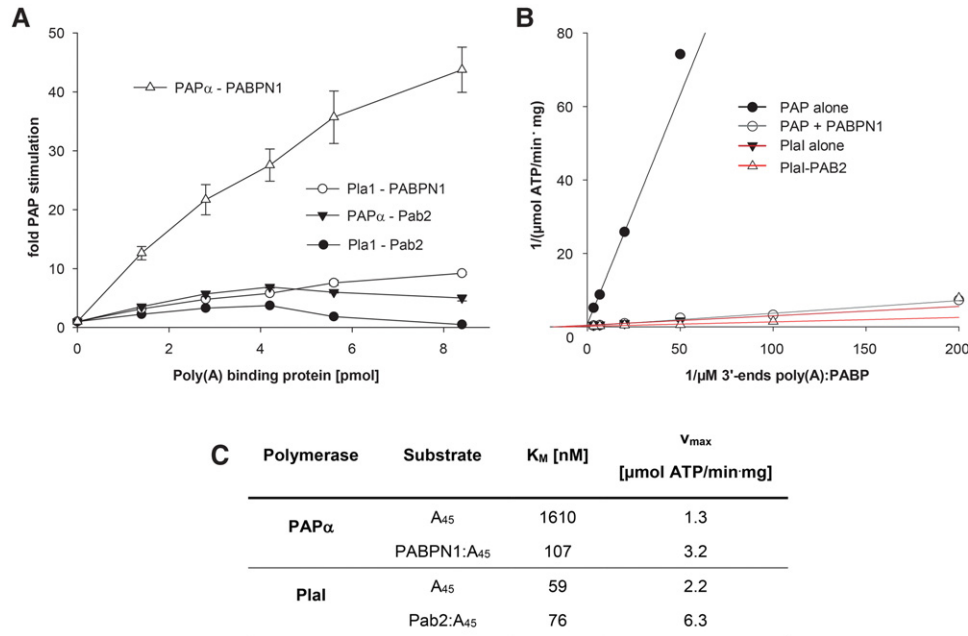 A
fold PAP stimulation
50
40
30
20
10
0
0
2
4
6
8
Poly(A) binding protein [pmol]
PAPα - PABPN1
Pla1 - PABPN1
PAPα - Pab2
Pla1 - Pab2
B
1/(µmol ATP/min· mg)
80
60
40
20
0
0
50
100
150
200
1/µM 3'-ends poly(A):PABP
PAP alone
PAP + PABPN1
PlaI alone
PlaI-PAB2
C
Polymerase Substrate KM [nM] vmax
[µmol ATP/min·mg]
PAPα A45 1610 1.3
PABPN1:A45 107 3.2
PlaI A45 59 2.2
Pab2:A45 76 6.3